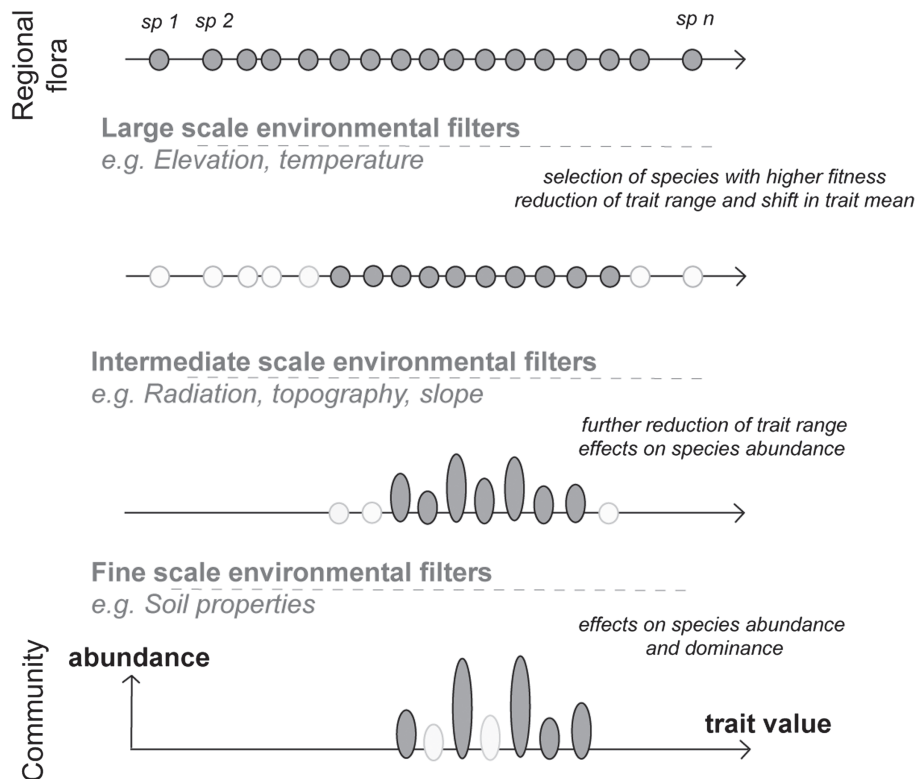 sp 1 sp 2 sp n
Regional
flora
Large scale environmental filters
e.g. Elevation, temperature
selection of species with higher fitness
reduction of trait range and shift in trait mean
Intermediate scale environmental filters
e.g. Radiation, topography, slope
further reduction of trait range
effects on species abundance
Fine scale environmental filters
e.g. Soil properties
effects on species abundance
and dominance
Community
abundance
trait value